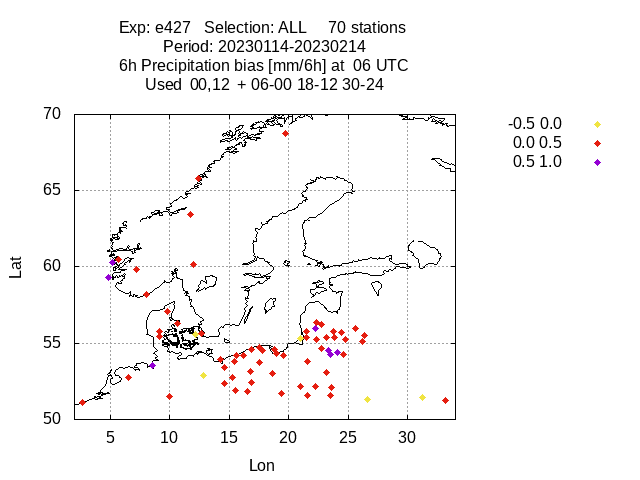 Exp: e427   Selection: ALL     70 stations
Period: 20230114-20230214
6h Precipitation bias [mm/6h] at  06 UTC
Used  00,12  + 06-00 18-12 30-24
-0.5 0.0
0.0 0.5
0.5 1.0
70
65
60
55
50
Lat
5 10 15 20 25 30
Lon